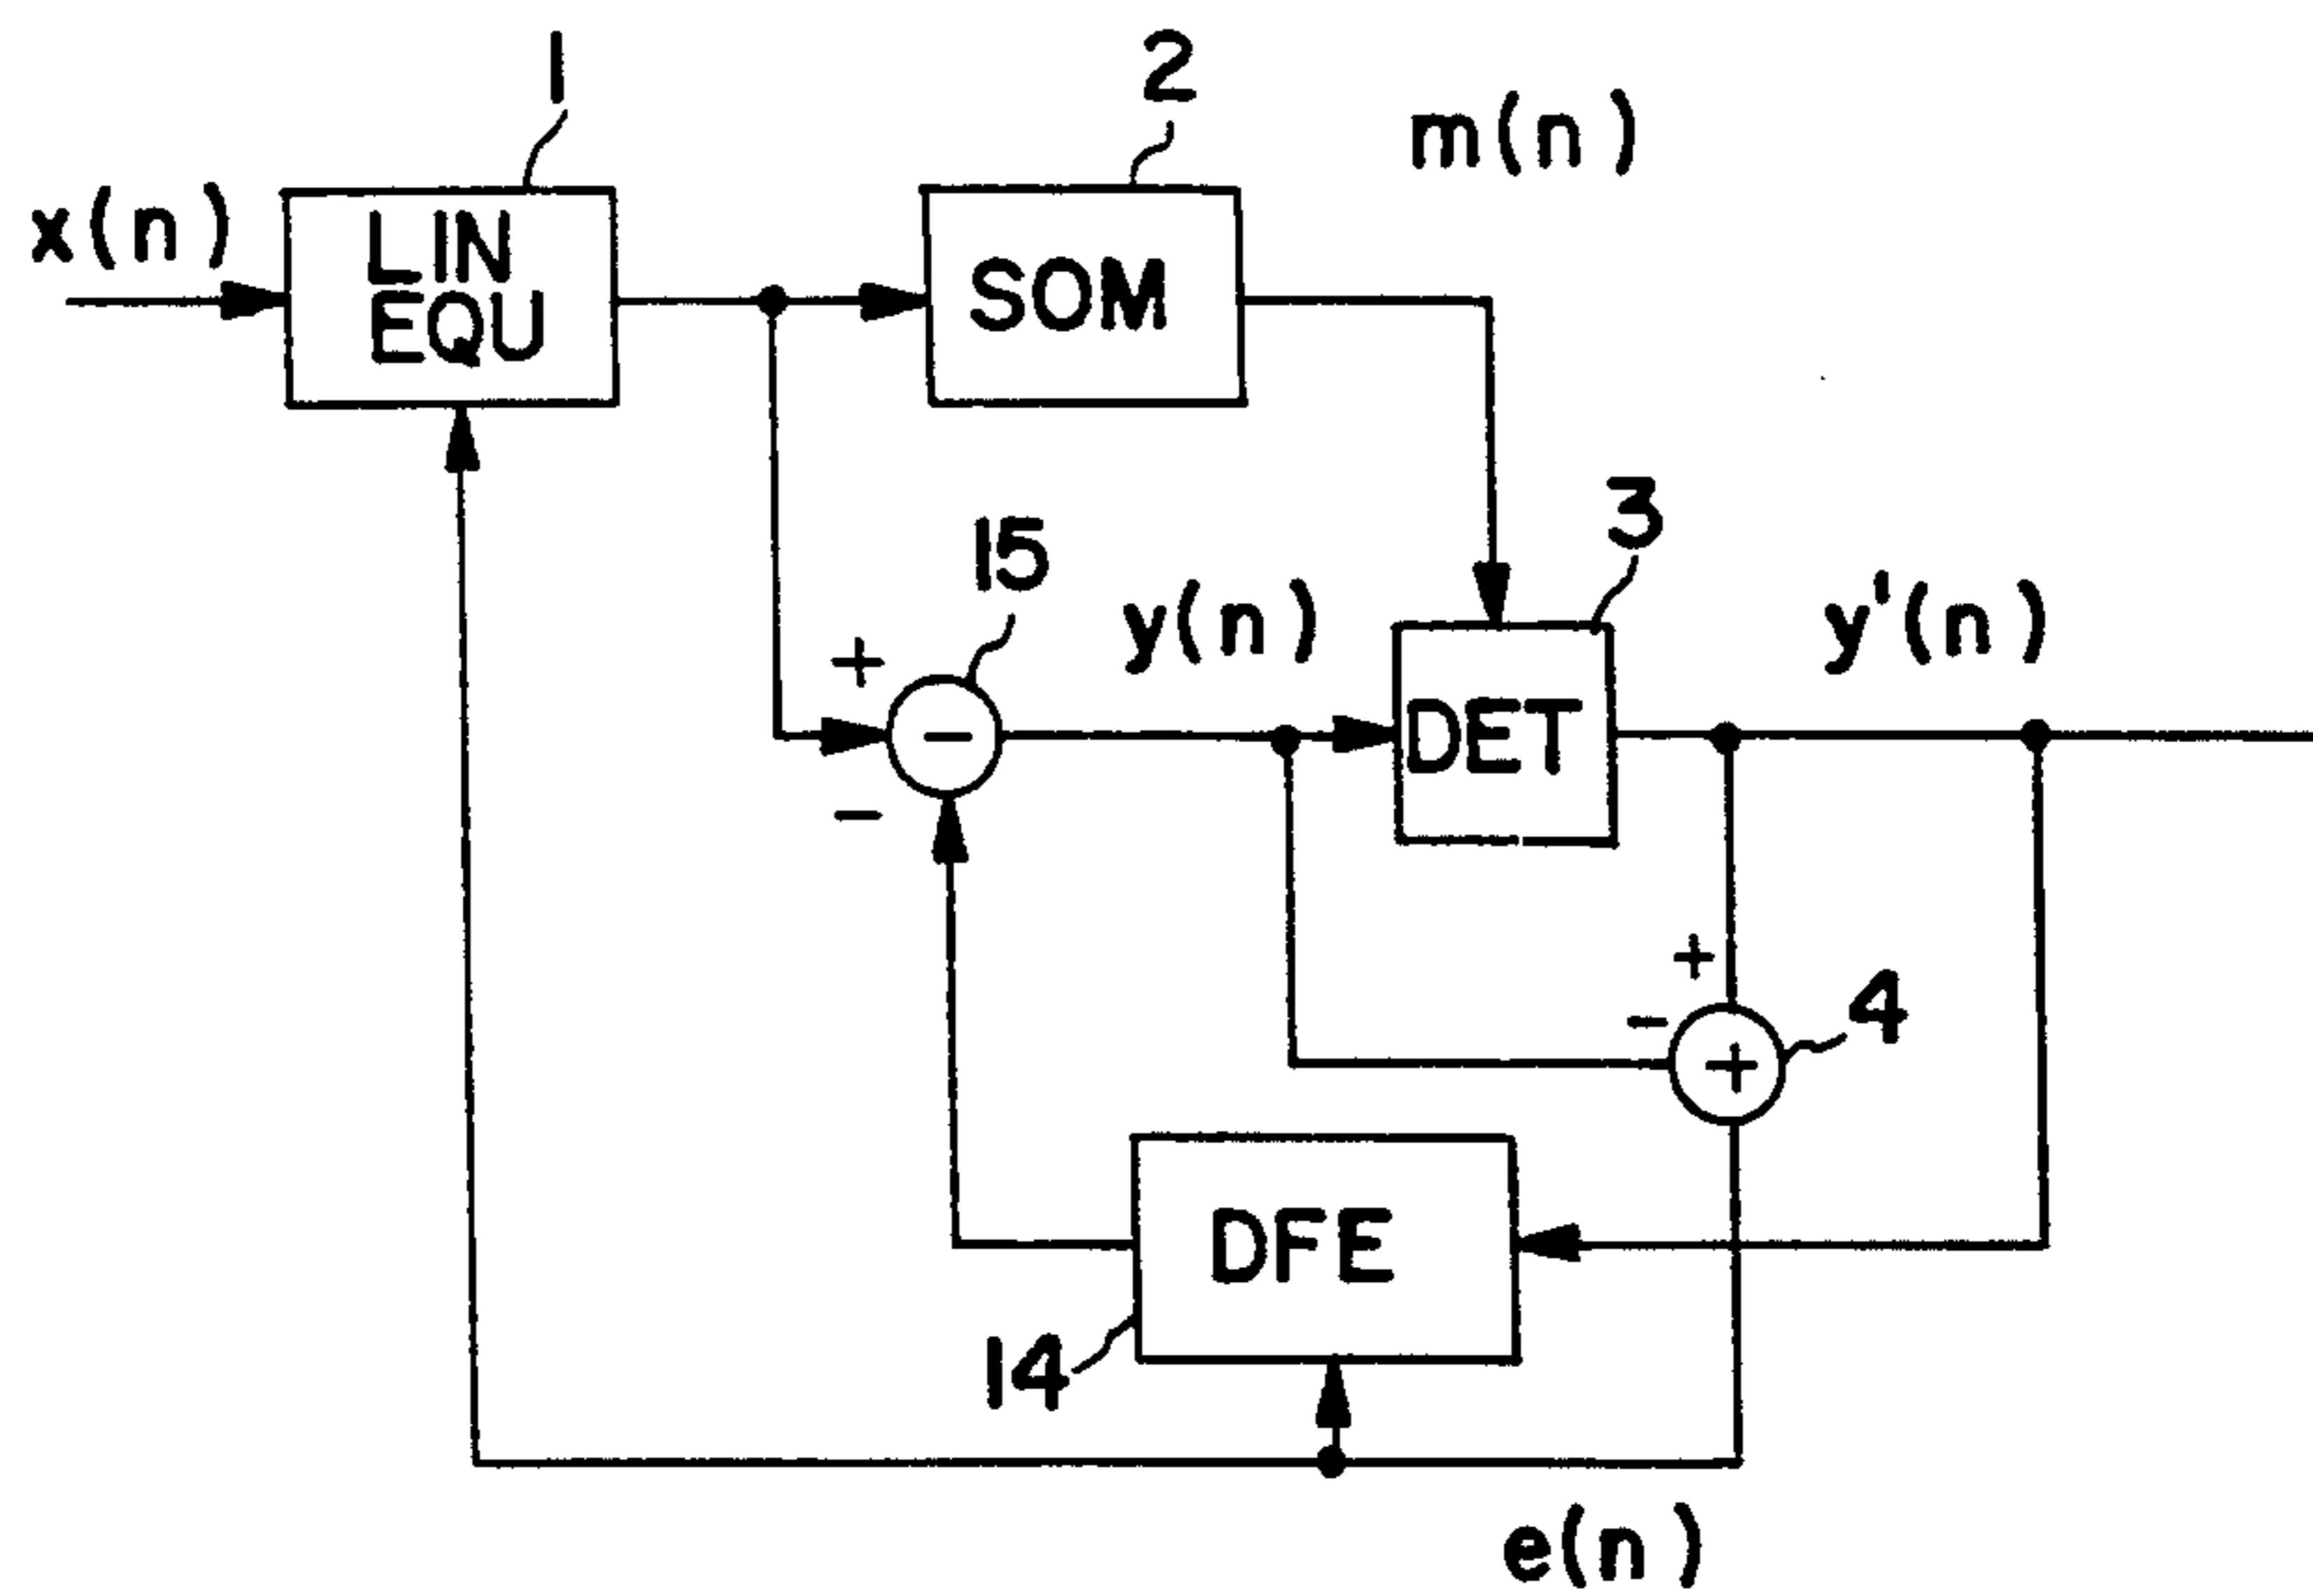 1
2
m(n)
x(n)
LIN
EQU
SOM
3
15
y(n)
y'(n)
+
-
DET
-
+
-
+
4
DFE
14
e(n)